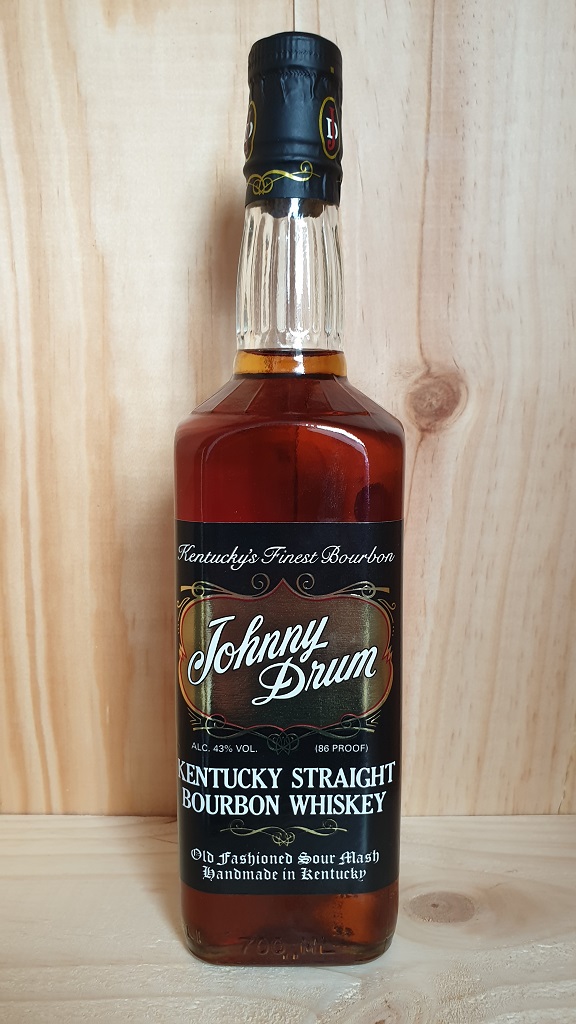 JD
Kentucky's Finest Bourbon
Johnny
Drum
ALC. 43% VOL. (86 PROOF)
KENTUCKY STRAIGHT
BOURBON WHISKEY
Old Fashioned Sour Mash
Handmade in Kentucky
700 ML